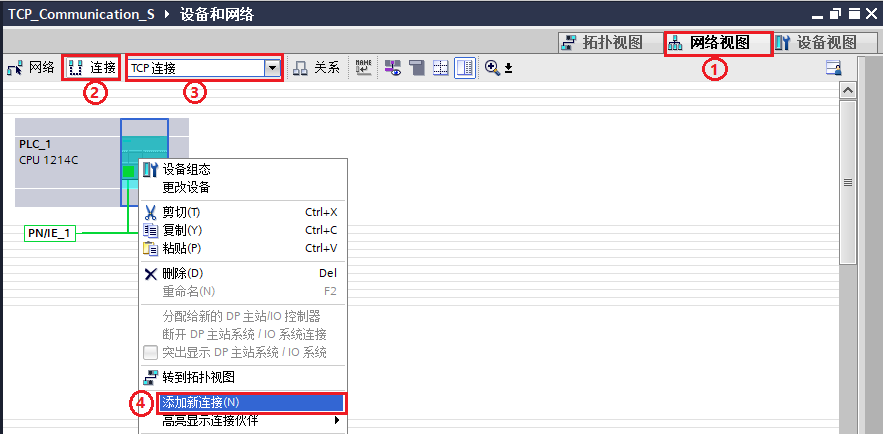 TCP_Communication_S ▸ 设备和网络
拓扑视图 网络视图 设备视图
①
网络 连接 TCP 连接 关系
② ③
PLC_1
CPU 1214C
PN/IE_1
设备组态
更改设备
剪切(T) Ctrl+X
复制(Y) Ctrl+C
粘贴(P) Ctrl+V
删除(D) Del
重命名(N) F2
分配给新的 DP 主站/IO 控制器
断开 DP 主站系统 / IO 系统连接
突出显示 DP 主站系统 / IO 系统
转到拓扑视图
④ 添加新连接(N)
高亮显示连接伙伴